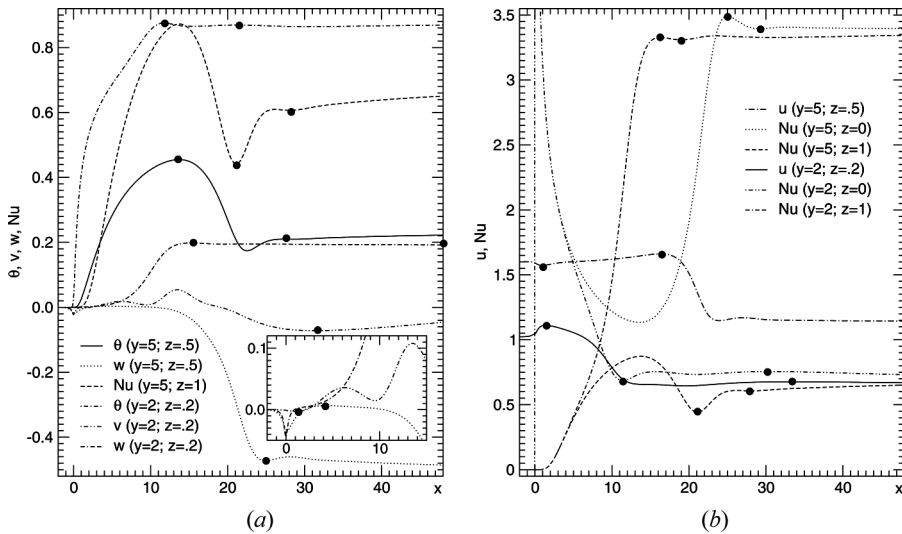 0.8
0.6
0.4
0.2
0.0
-0.2
-0.4
θ, v, w, Nu
θ (y=5; z=.5)
w (y=5; z=.5)
Nu (y=5; z=1)
θ (y=2; z=.2)
v (y=2; z=.2)
w (y=2; z=.2)
0.1
0.0
0 10
0 10 20 30 40 x
(a)
3.5
3
2.5
2
1.5
1
0.5
0
u, Nu
u (y=5; z=.5)
Nu (y=5; z=0)
Nu (y=5; z=1)
u (y=2; z=.2)
Nu (y=2; z=0)
Nu (y=2; z=1)
0 10 20 30 40 x
(b)